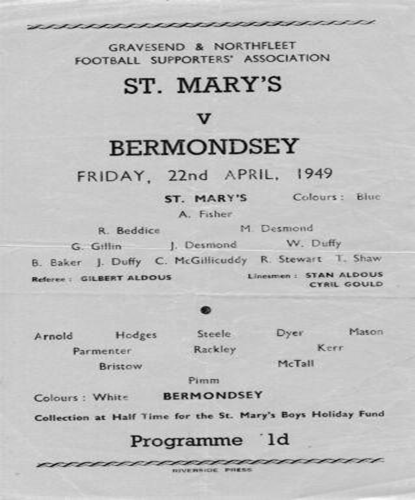 GRAVESEND & NORTHFLEET
FOOTBALL SUPPORTERS' ASSOCIATION
ST. MARY'S
v
BERMONDSEY
FRIDAY, 22nd APRIL, 1949
ST. MARY'S Colours : Blue
A. Fisher
R. Beddice M. Desmond
G. Gillin J. Desmond W. Duffy
B. Baker J. Duffy C. McGillicuddy R. Stewart T. Shaw
Referee : GILBERT ALDOUS Linesmen : STAN ALDOUS
CYRIL GOULD
Arnold Hodges Steele Dyer Mason
Parmenter Rackley Kerr
Bristow McTall
Pimm
Colours : White BERMONDSEY
Collection at Half Time for the St. Mary's Boys Holiday Fund
Programme 1d
RIVERSIDE PRESS